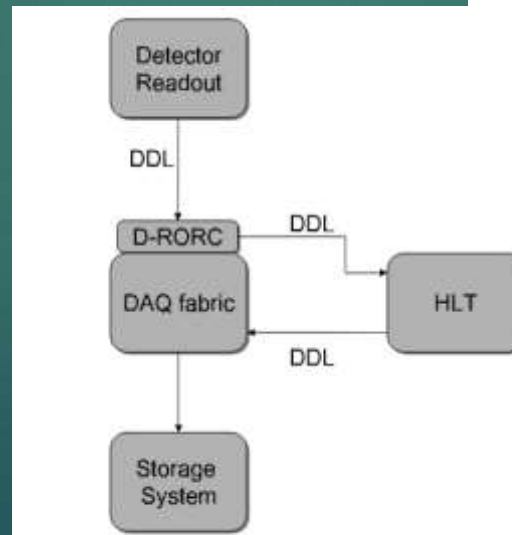 Detector
Readout
DDL
D-RORC
DDL
DAQ fabric
HLT
DDL
Storage
System